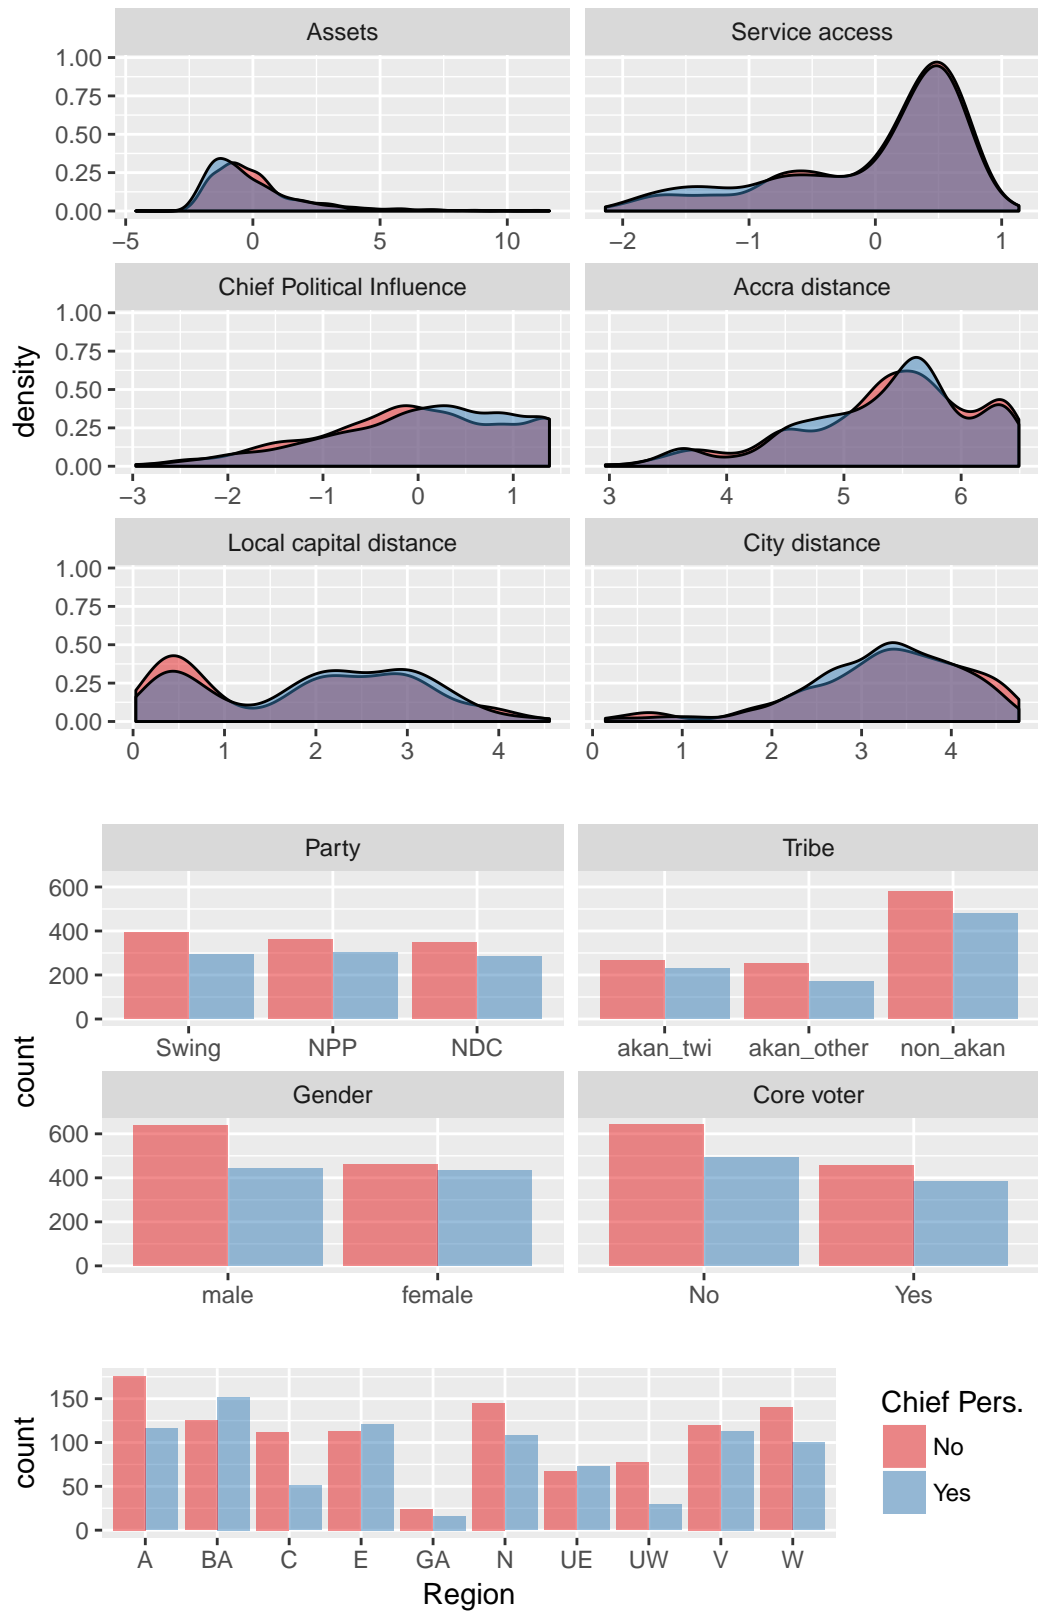 Assets
Service access
1.00
0.75
0.50
0.25
0.00
−5 0 5 10
−2 −1 0 1
Chief Political Influence
Accra distance
1.00
0.75
0.50
0.25
0.00
−3 −2 −1 0 1
3 4 5 6
density
Local capital distance
City distance
1.00
0.75
0.50
0.25
0.00
0 1 2 3 4
0 1 2 3 4
Party
Tribe
600
400
200
0
Swing NPP NDC
akan_twi akan_other non_akan
count
Gender
Core voter
600
400
200
0
male female
No Yes
150
100
50
0
count
A BA C E GA N UE UW V W
Region
Chief Pers.
No
Yes